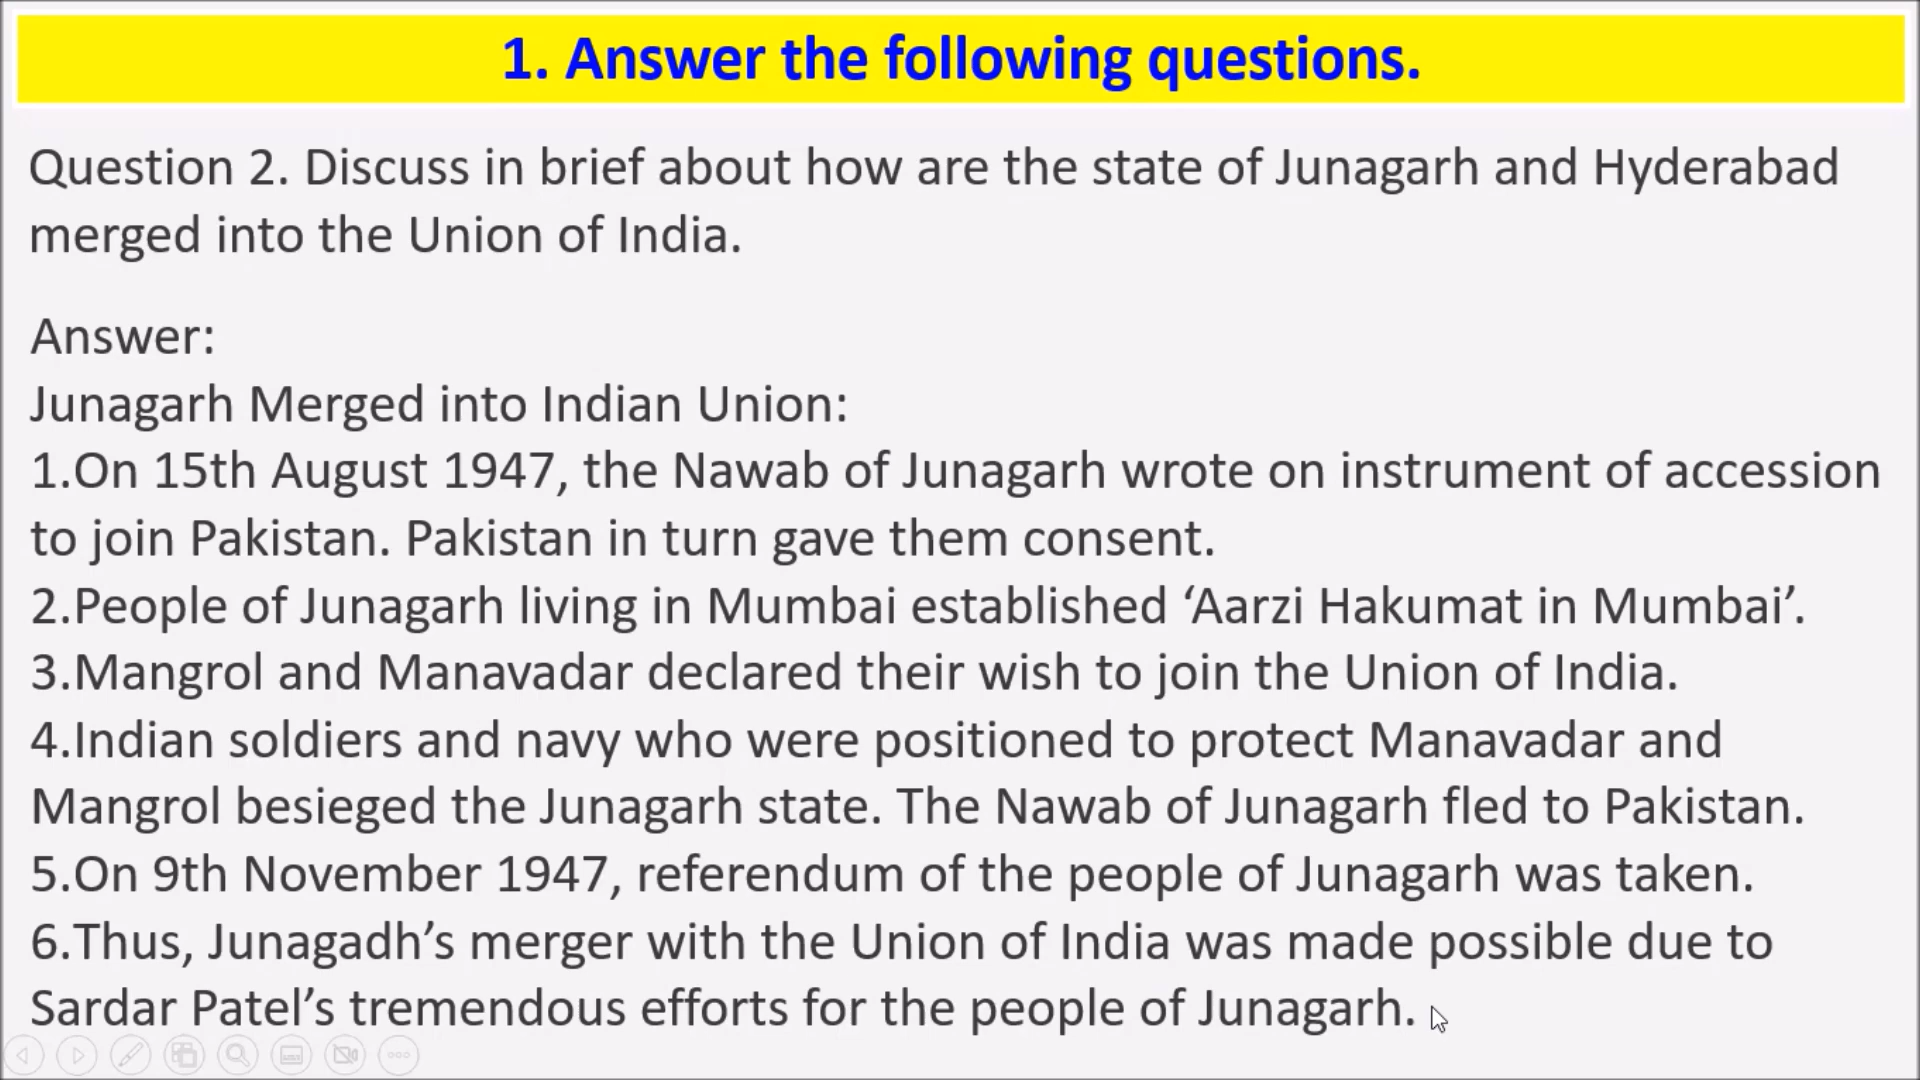 1. Answer the following questions.
Question 2. Discuss in brief about how are the state of Junagarh and Hyderabad
merged into the Union of India.
Answer:
Junagarh Merged into Indian Union:
1.On 15th August 1947, the Nawab of Junagarh wrote on instrument of accession
to join Pakistan. Pakistan in turn gave them consent.
2.People of Junagarh living in Mumbai established ‘Aarzi Hakumat in Mumbai’.
3.Mangrol and Manavadar declared their wish to join the Union of India.
4.Indian soldiers and navy who were positioned to protect Manavadar and
Mangrol besieged the Junagarh state. The Nawab of Junagarh fled to Pakistan.
5.On 9th November 1947, referendum of the people of Junagarh was taken.
6.Thus, Junagadh’s merger with the Union of India was made possible due to
Sardar Patel’s tremendous efforts for the people of Junagarh.